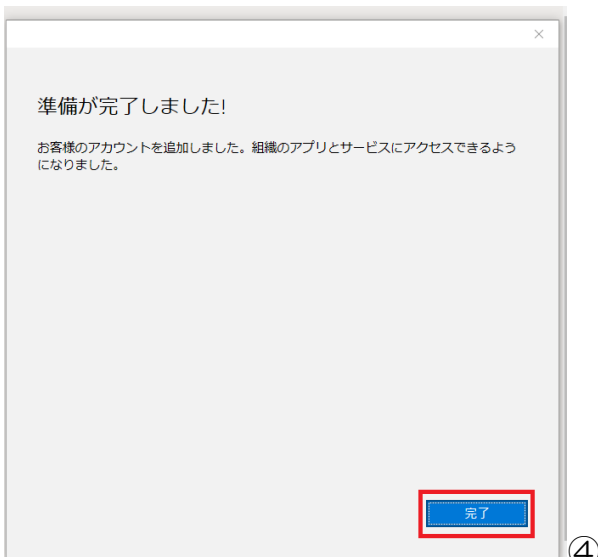 準備が完了しました!
お客様のアカウントを追加しました。組織のアプリとサービスにアクセスできるよう
になりました。
完了
④